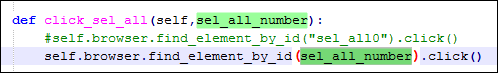 def click_sel_all(self,sel_all_number):
#self.browser.find_element_by_id("sel_all0").click()
self.browser.find_element_by_id(sel_all_number).click()